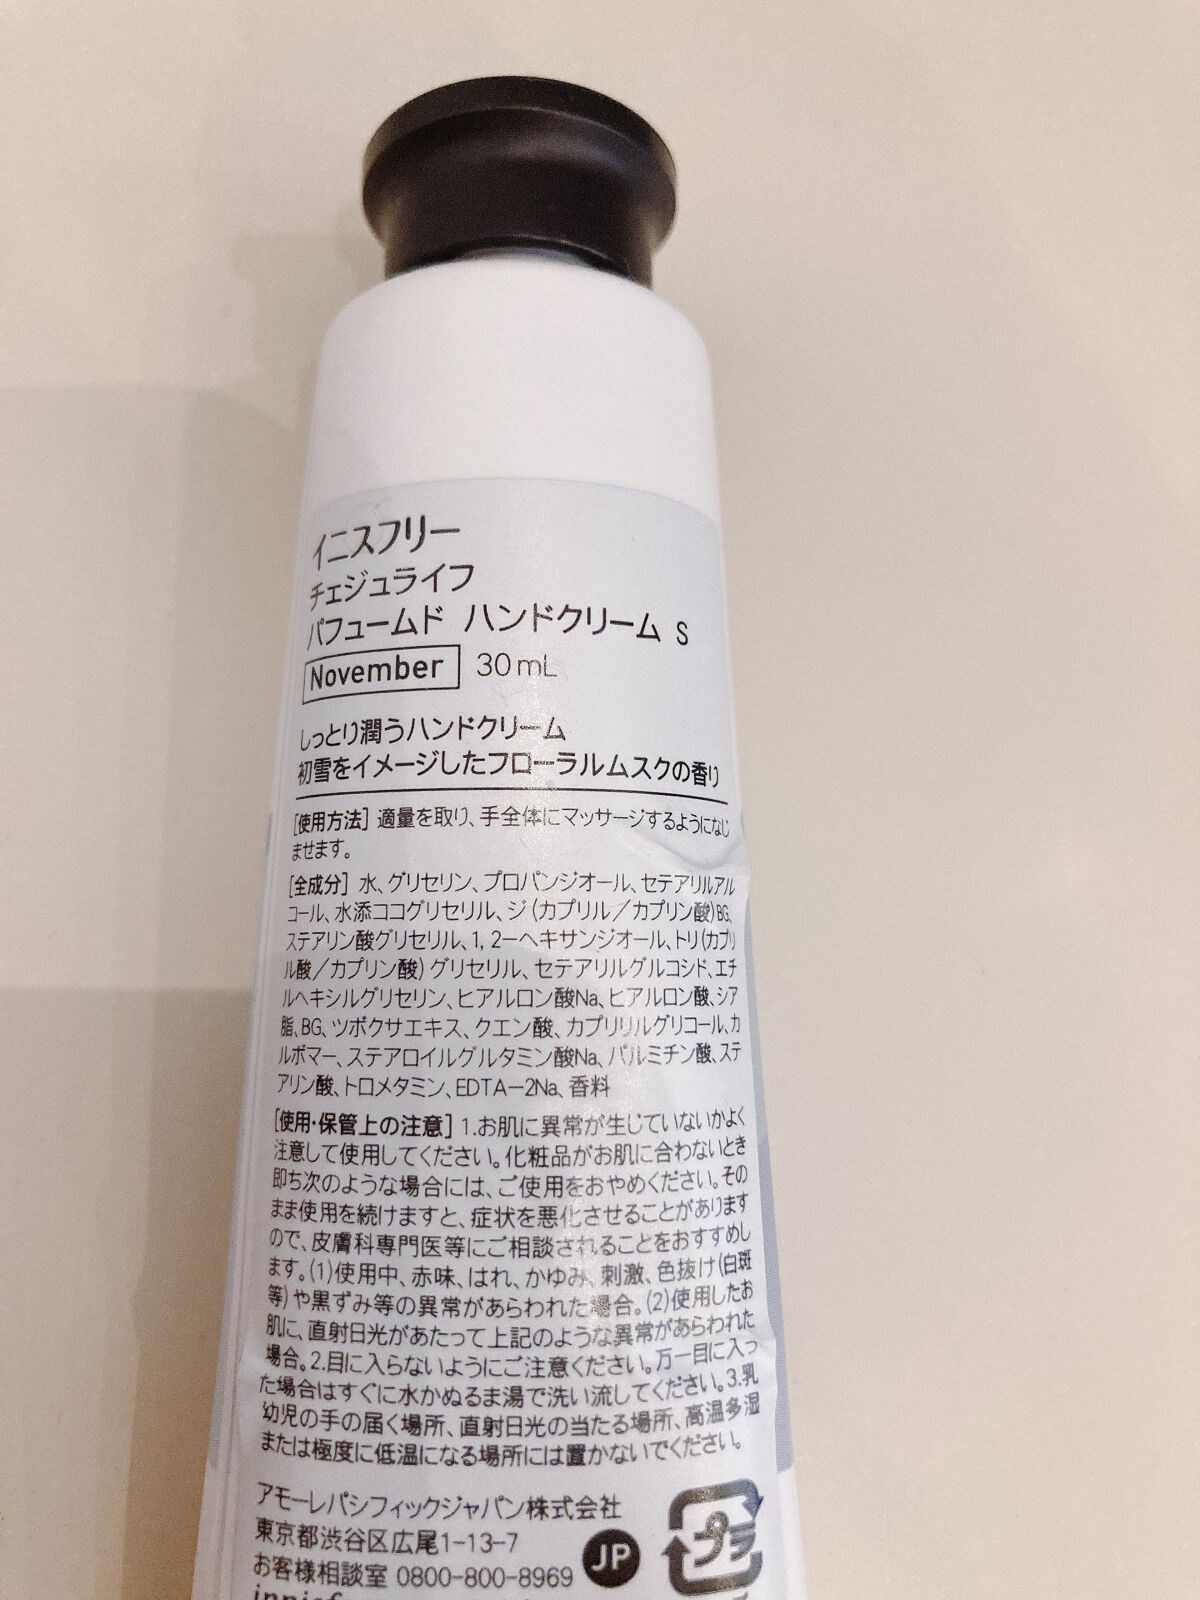 イニスフリー
チェジュライフ
パフュームド ハンドクリーム S
November 30mL
しっとり潤うハンドクリーム
初雪をイメージしたフローラルムスクの香り
[使用方法] 適量を取り、手全体にマッサージするようになじ
ませます。
[全成分] 水、グリセリン、プロパンジオール、セテアリルアル
コール、水添ココグリセリル、ジ(カプリル/カプリン酸)BG、
ステアリン酸グリセリル、1,2-ヘキサンジオール、トリ(カプリ
ル酸/カプリン酸)グリセリル、セテアリルグルコシド、エチ
ルヘキシルグリセリン、ヒアルロン酸Na、ヒアルロン酸、シア
脂、BG、ツボクサエキス、クエン酸、カプリリルグリコール、カ
ルボマー、ステアロイルグルタミン酸Na、パルミチン酸、ステ
アリン酸、トロメタミン、EDTA-2Na、香料
[使用・保管上の注意] 1.お肌に異常が生じていないかよく
注意して使用してください。化粧品がお肌に合わないとき
即ち次のような場合には、ご使用をおやめください。その
まま使用を続けますと、症状を悪化させることがあります
ので、皮膚科専門医等にご相談されることをおすすめし
ます。(1)使用中、赤味、はれ、かゆみ、刺激、色抜け(白斑
等)や黒ずみ等の異常があらわれた場合。(2)使用したお
肌に、直射日光があたって上記のような異常があらわれた
場合。2.目に入らないようにご注意ください。万一目に入っ
た場合はすぐに水かぬるま湯で洗い流してください。3.乳
幼児の手の届く場所、直射日光の当たる場所、高温多湿
または極度に低温になる場所には置かないでください。
アモーレパシフィックジャパン株式会社
東京都渋谷区広尾1-13-7
お客様相談室 0800-800-8969
JP
プラ